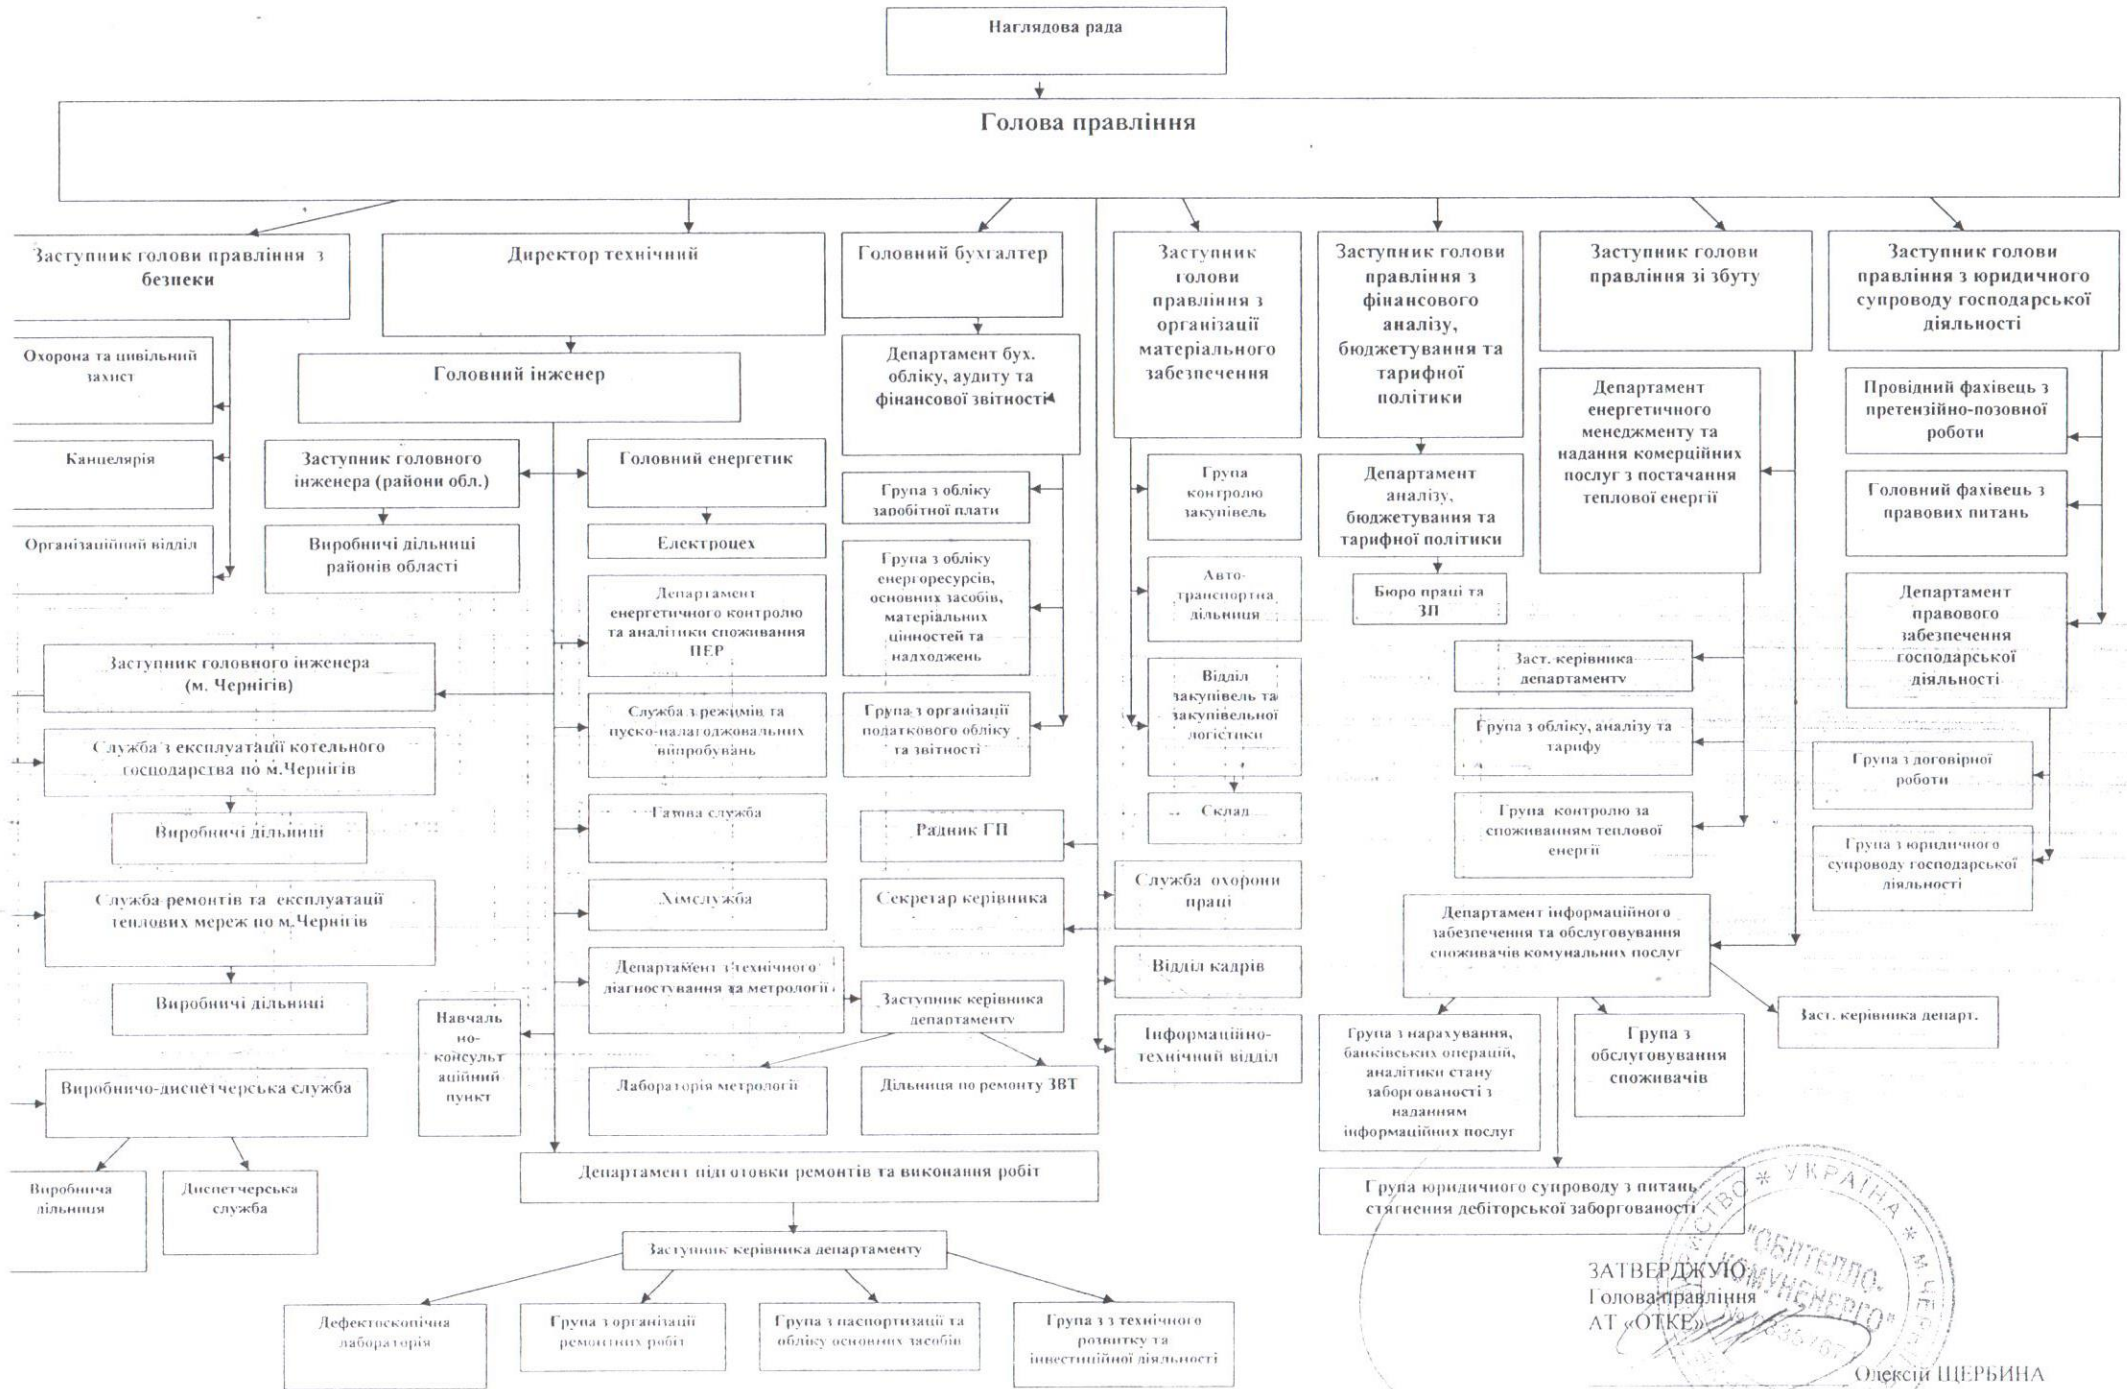 Наглядова рада
Голова правління
Заступник голови правління з
безпеки
Директор технічний
Головний бухгалтер
Заступник
голови
правління з
організації
матеріального
забезпечення
Заступник голови
правління з
фінансового
аналізу,
бюджетування та
тарифної
політики
Заступник голови
правління зі збуту
Заступник голови
правління з юридичного
супроводу господарської
діяльності
Охорона та цивільний
захист
Канцелярія
Організаційний відділ
Головний інженер
Заступник головного
інженера (райони обл.)
Виробничі дільниці
районів області
Головний енергетик
Електроцех
Департамент
енергетичного контролю
та аналітики споживання
ПЕР
Служба з режимів та
пуско-налагоджовальних
випробувань
Газова служба
Хімслужба
Департамент з технічного
діагностування та метрології
Заступник керівника
департаменту
Лабораторія метрології
Дільниця по ремонту ЗВТ
Навчаль
но-
консульт
аційний
пункт
Заступник головного інженера
(м. Чернігів)
Служба з експлуатації котельного
господарства по м.Чернігів
Виробничі дільниці
Служба ремонтів та експлуатації
теплових мереж по м.Чернігів
Виробничі дільниці
Виробничо-диспетчерська служба
Виробнича
дільниця
Диспетчерська
служба
Департамент підготовки ремонтів та виконання робіт
Заступник керівника департаменту
Дефектоскопічна
лабораторія
Група з організації
ремонтних робіт
Група з паспортизації та
обліку основних засобів
Група з технічного
розвитку та
інвестиційної діяльності
Департамент бух.
обліку, аудиту та
фінансової звітності
Група з обліку
заробітної плати
Група з обліку
енергоресурсів,
основних засобів,
матеріальних
цінностей та
надходжень
Група з організації
податкового обліку
та звітності
Радник ГП
Секретар керівника
Група
контролю
закупівель
Авто-
транспортна
дільниця
Відділ
закупівель та
закупівельної
логістики
Склад
Служба охорони
праці
Відділ кадрів
Інформаційно-
технічний відділ
Департамент
аналізу,
бюджетування та
тарифної політики
Бюро праці та
ЗП
Департамент
енергетичного
менеджменту та
надання комерційних
послуг з постачання
теплової енергії
Заст. керівника
департаменту
Група з обліку, аналізу та
тарифу
Група контролю за
споживанням теплової
енергії
Департамент інформаційного
забезпечення та обслуговування
споживачів комунальних послуг
Група з нарахування,
банківських операцій,
аналітики стану
заборгованості з
наданням
інформаційних послуг
Група з
обслуговування
споживачів
Заст. керівника департ.
Група юридичного супроводу з питань
стягнення дебіторської заборгованості
Провідний фахівець з
претензійно-позовної
роботи
Головний фахівець з
правових питань
Департамент
правового
забезпечення
господарської
діяльності
Група з договірної
роботи
Група з юридичного
супроводу господарської
діяльності
ЗАТВЕРДЖУЮ:
Голова правління
АТ «ОТКЕ»
Олексій ЩЕРБИНА
УКРАЇНА
"ОБЛТЕПЛО-
КОМУНЕНЕРГО"